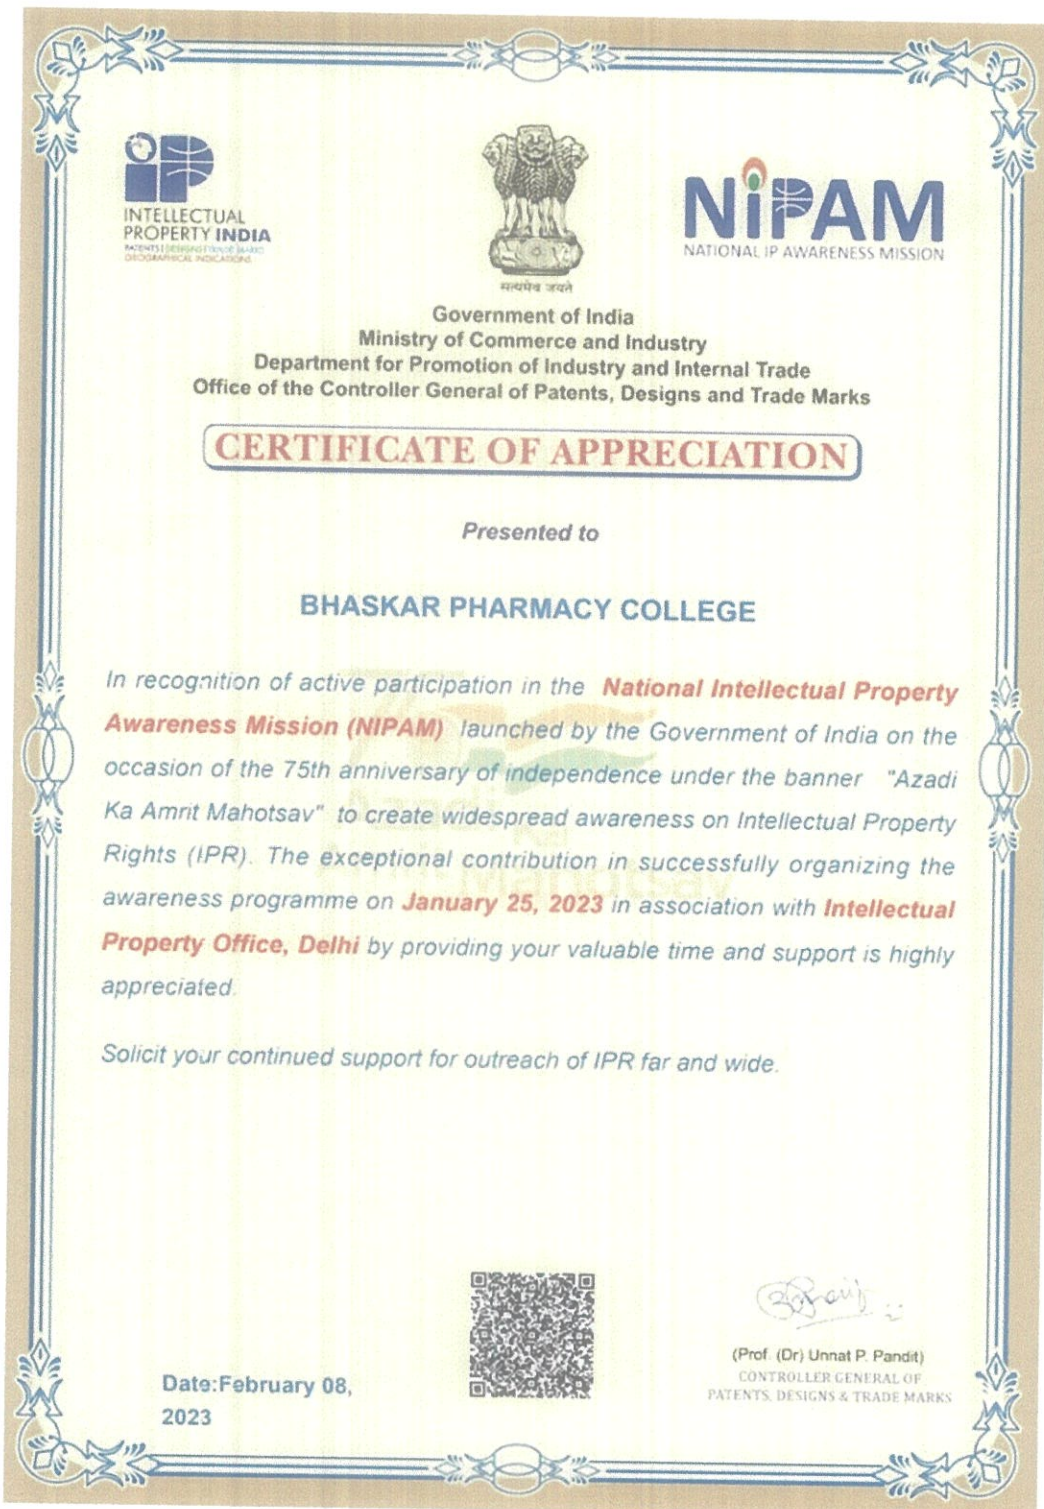 iP
INTELLECTUAL
PROPERTY INDIA
PATENTS | DESIGNS | TRADE MARKS
GEOGRAPHICAL INDICATIONS
सत्यमेव जयते
NiPAM
NATIONAL IP AWARENESS MISSION
Government of India
Ministry of Commerce and Industry
Department for Promotion of Industry and Internal Trade
Office of the Controller General of Patents, Designs and Trade Marks
CERTIFICATE OF APPRECIATION
Presented to
BHASKAR PHARMACY COLLEGE
In recognition of active participation in the National Intellectual Property
Awareness Mission (NIPAM) launched by the Government of India on the
occasion of the 75th anniversary of independence under the banner "Azadi
Ka Amrit Mahotsav" to create widespread awareness on Intellectual Property
Rights (IPR). The exceptional contribution in successfully organizing the
awareness programme on January 25, 2023 in association with Intellectual
Property Office, Delhi by providing your valuable time and support is highly
appreciated.
Solicit your continued support for outreach of IPR far and wide.
Date:February 08,
2023
(Prof. (Dr) Unnat P. Pandit)
CONTROLLER GENERAL OF
PATENTS, DESIGNS & TRADE MARKS